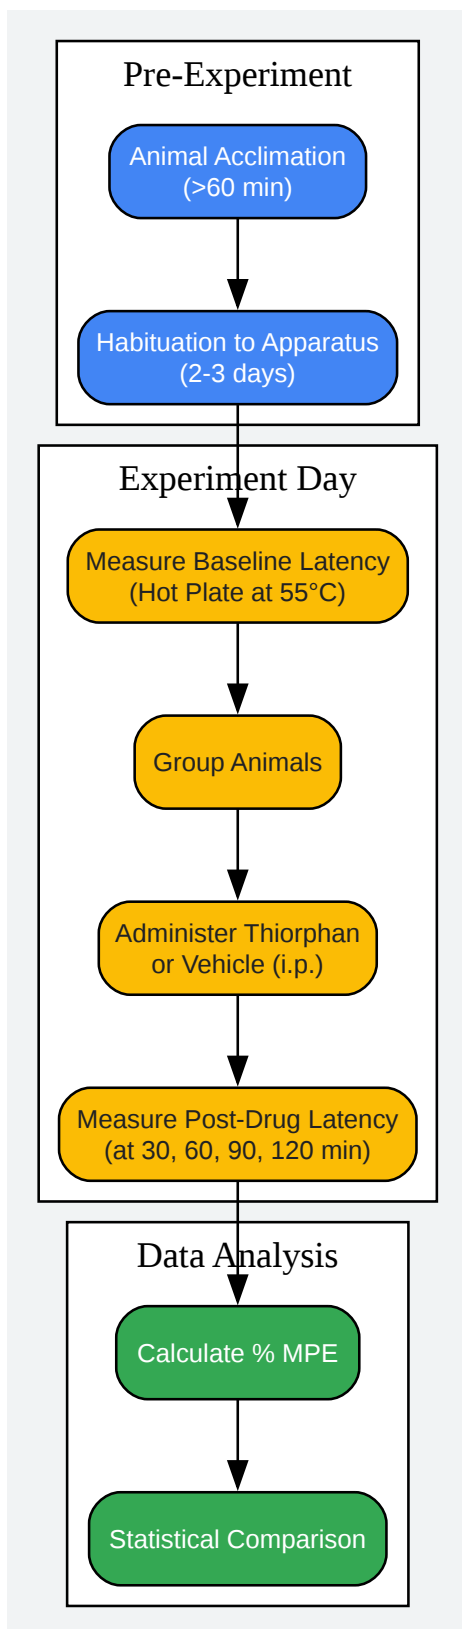 Pre-Experiment
Animal Acclimation
(>60 min)
Habituation to Apparatus
(2-3 days)
Experiment Day
Measure Baseline Latency
(Hot Plate at 55°C)
Group Animals
Administer Thiorphan
or Vehicle (i.p.)
Measure Post-Drug Latency
(at 30, 60, 90, 120 min)
Data Analysis
Calculate % MPE
Statistical Comparison